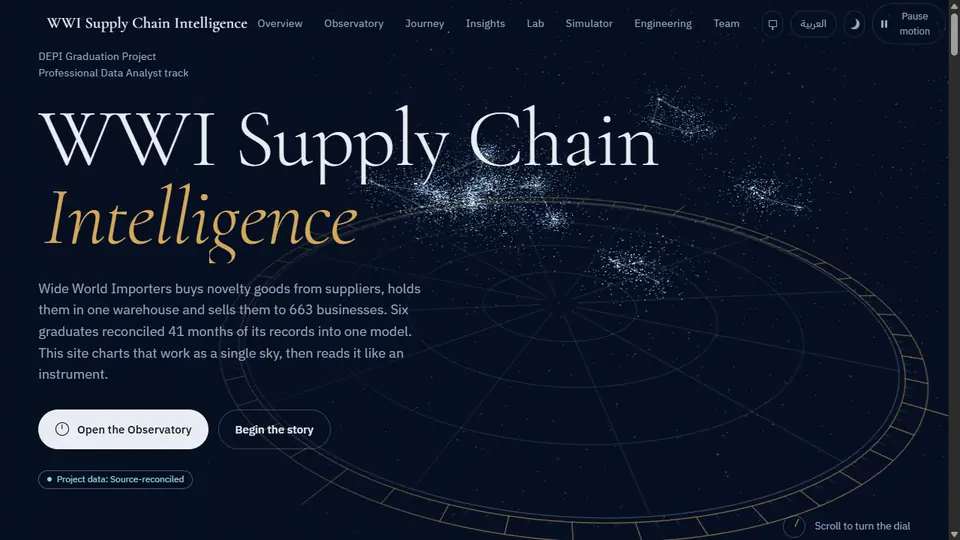 WWI Supply Chain Intelligence
Overview
Observatory
Journey
Insights
Lab
Simulator
Engineering
Team
العربية
Pause
motion
DEPI Graduation Project
Professional Data Analyst track
WWI Supply Chain
Intelligence
Wide World Importers buys novelty goods from suppliers, holds
them in one warehouse and sells them to 663 businesses. Six
graduates reconciled 41 months of its records into one model.
This site charts that work as a single sky, then reads it like an
instrument.
Open the Observatory
Begin the story
Project data: Source-reconciled
Scroll to turn the dial